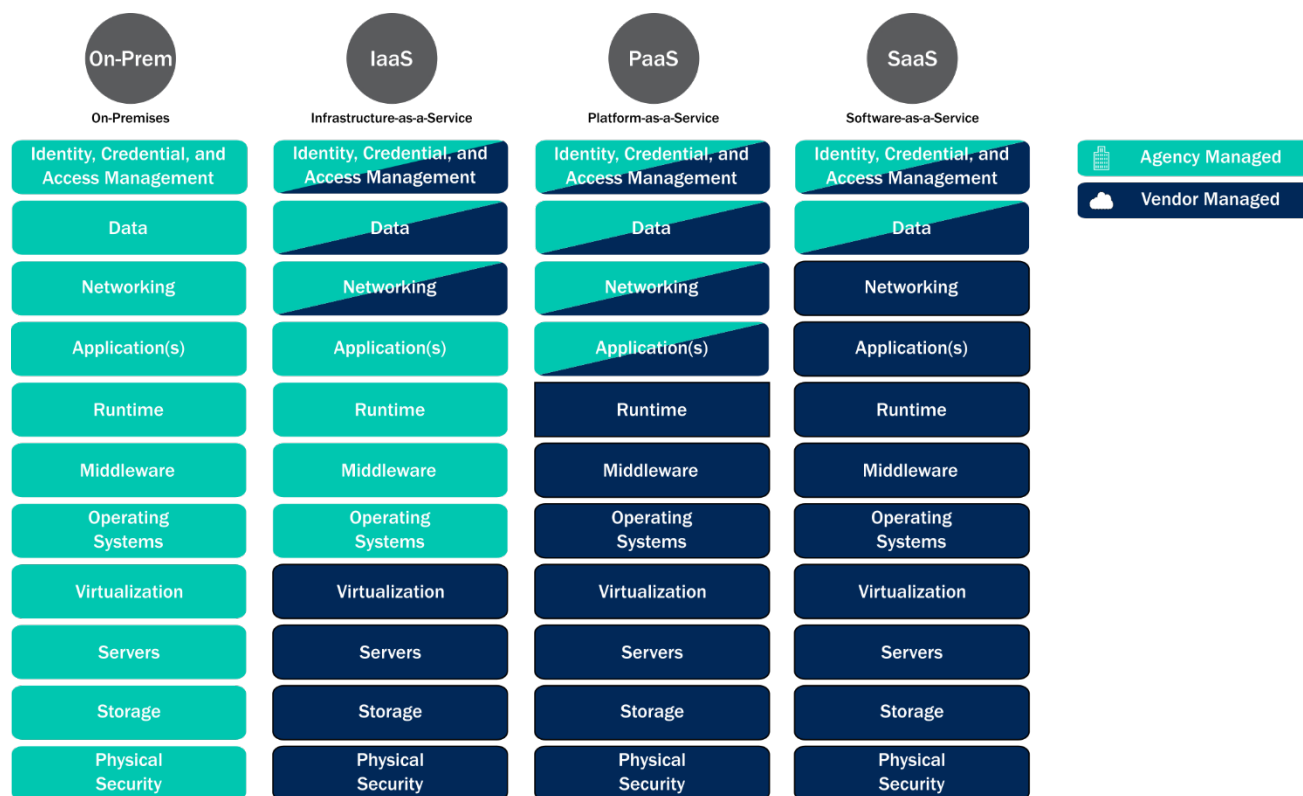 On-Prem
IaaS
PaaS
SaaS
On-Premises
Infrastructure-as-a-Service
Platform-as-a-Service
Software-as-a-Service
Identity, Credential, and
Access Management
Identity, Credential, and
Access Management
Identity, Credential, and
Access Management
Identity, Credential, and
Access Management
Agency Managed
Vendor Managed
Data
Data
Data
Data
Networking
Networking
Networking
Networking
Application(s)
Application(s)
Application(s)
Application(s)
Runtime
Runtime
Runtime
Runtime
Middleware
Middleware
Middleware
Middleware
Operating
Systems
Operating
Systems
Operating
Systems
Operating
Systems
Virtualization
Virtualization
Virtualization
Virtualization
Servers
Servers
Servers
Servers
Storage
Storage
Storage
Storage
Physical
Security
Physical
Security
Physical
Security
Physical
Security